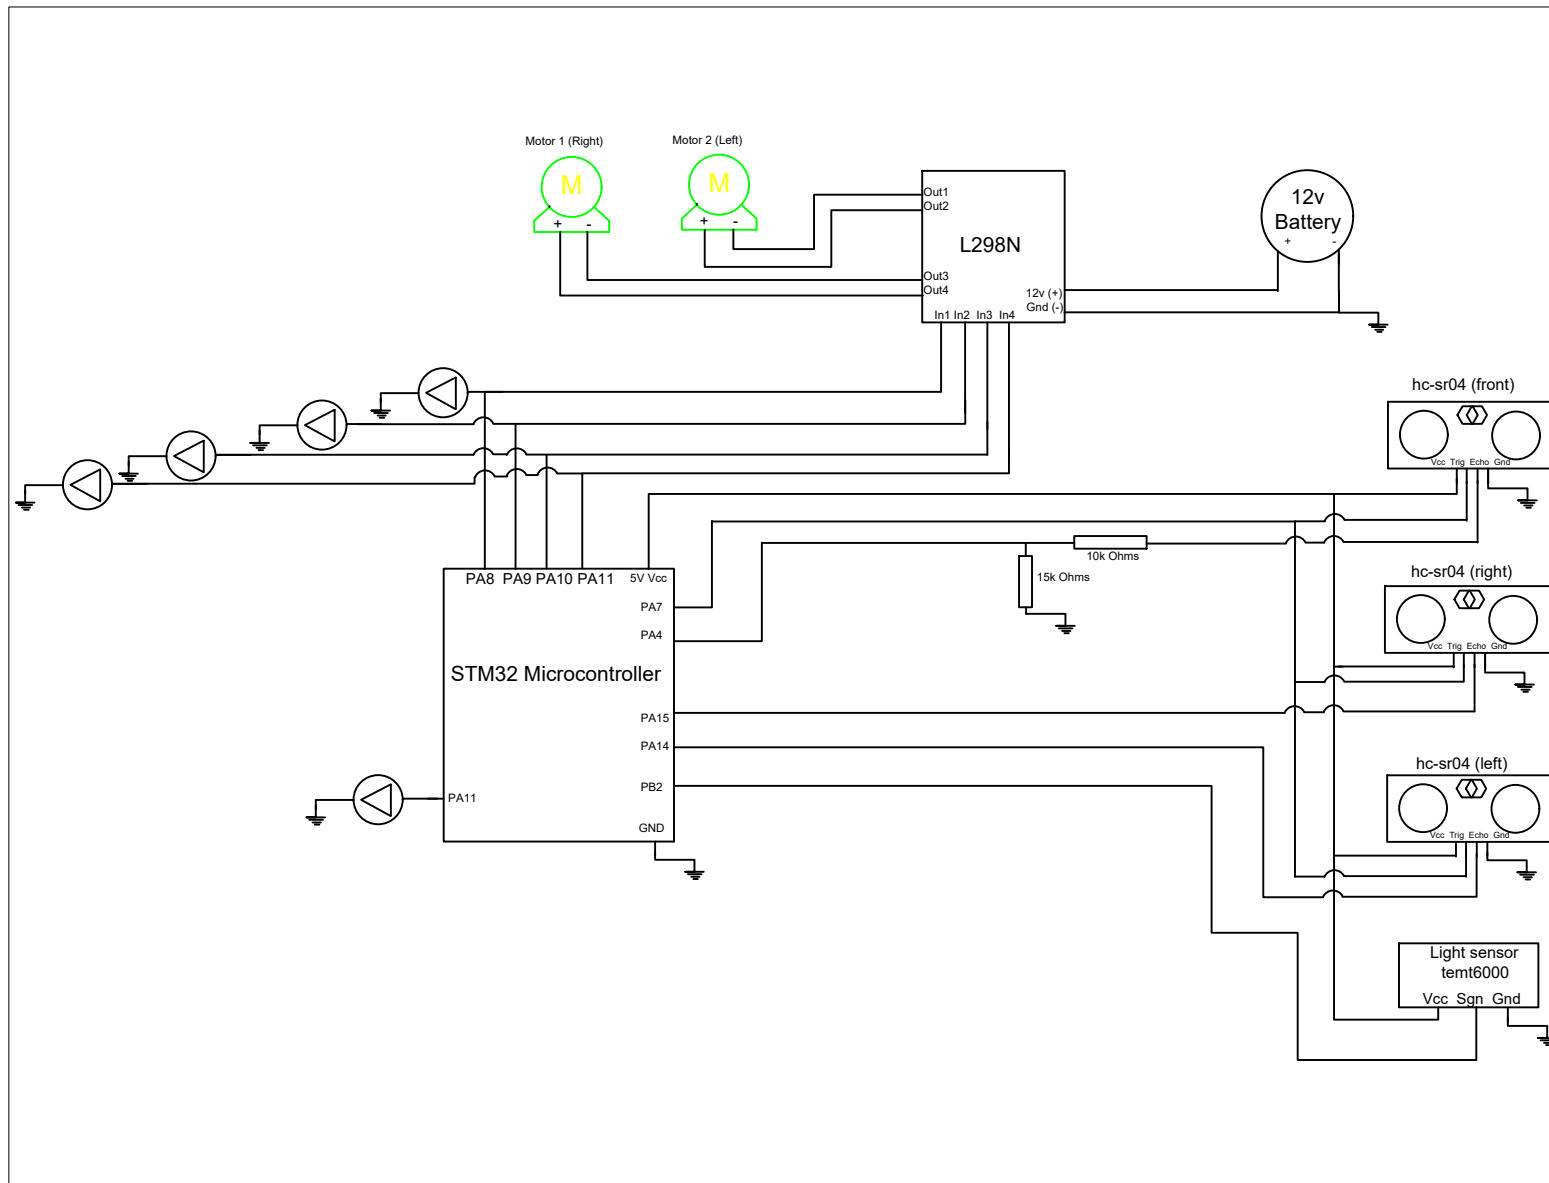 Motor 1 (Right)
Motor 2 (Left)
M
M
+ -
+ -
Out1
Out2
L298N
Out3
Out4
12v (+)
Gnd (-)
In1 In2 In3 In4
12v
Battery
+ -
hc-sr04 (front)
Vcc Trig Echo Gnd
10k Ohms
15k Ohms
hc-sr04 (right)
Vcc Trig Echo Gnd
PA8 PA9 PA10 PA11 5V Vcc
PA7
PA4
STM32 Microcontroller
PA15
PA14
PB2
PA11
GND
hc-sr04 (left)
Vcc Trig Echo Gnd
Light sensor
temt6000
Vcc Sgn Gnd